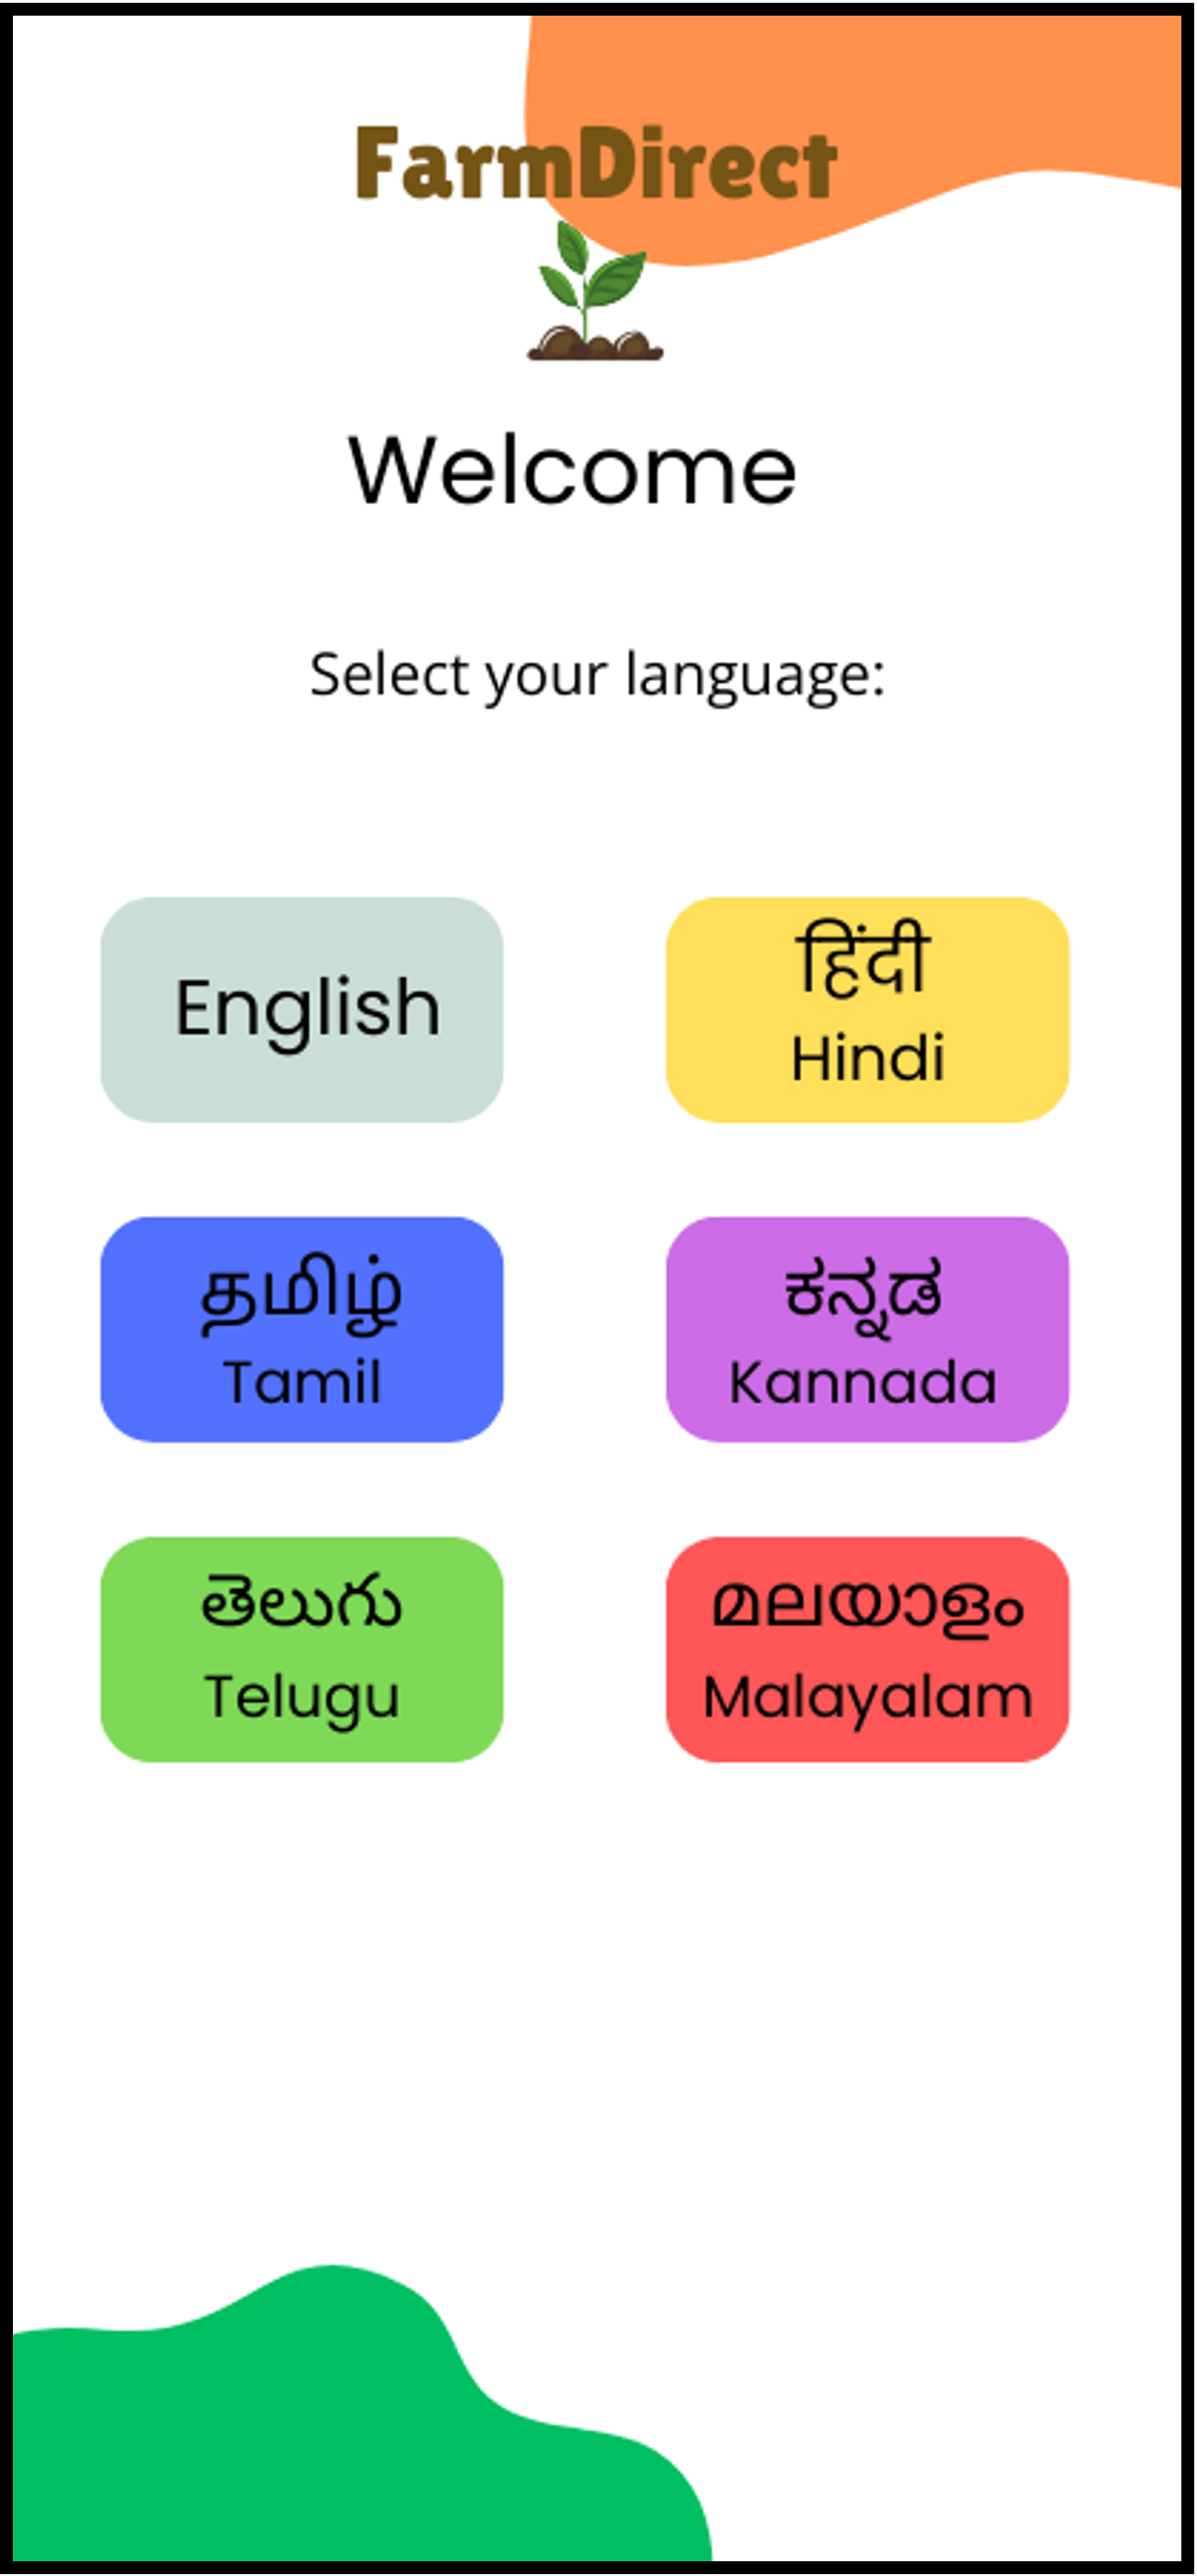 FarmDirect
Welcome
Select your language:
English
हिंदी
Hindi
தமிழ்
Tamil
ಕನ್ನಡ
Kannada
తెలుగు
Telugu
മലയാളം
Malayalam